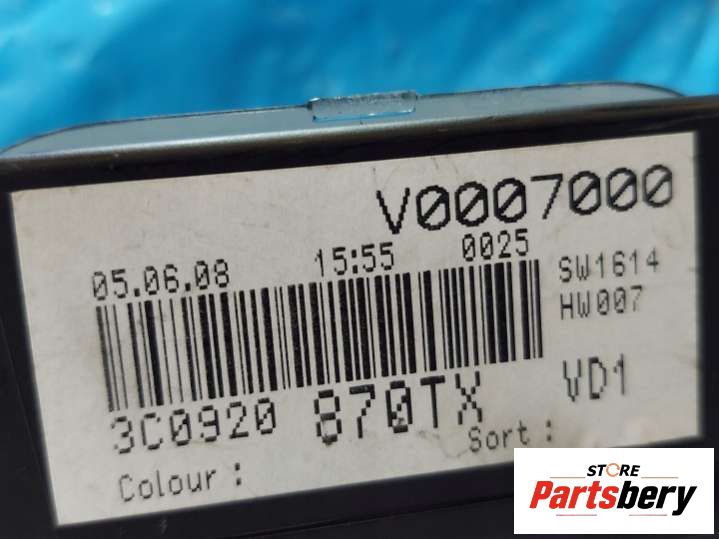 V0007000
05.06.08 15:55 0025
SW1614
HW007
3C0920 870TX
VD1
Colour : Sort :
STORE
Partsbery